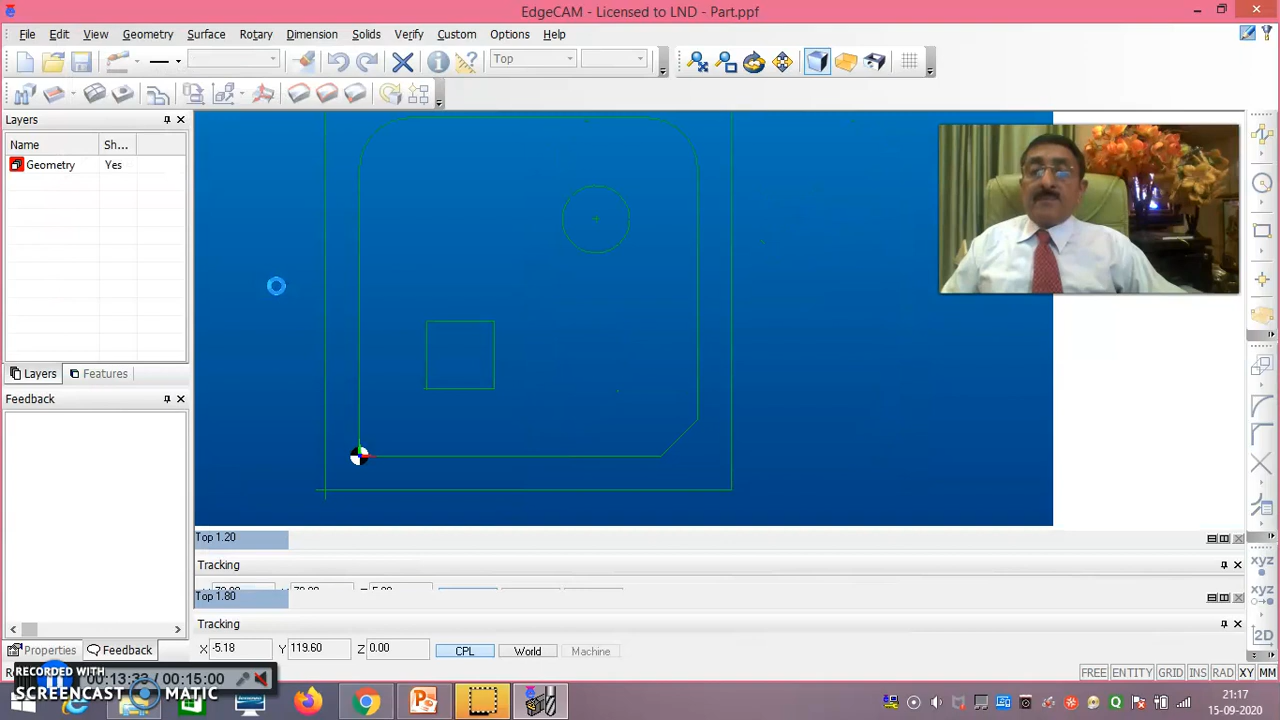 EdgeCAM - Licensed to LND - Part.ppf
File Edit View Geometry Surface Rotary Dimension Solids Verify Custom Options Help
Top
Layers
Name Sh...
Geometry Yes
Layers Features
Feedback
Top 1.20
Tracking
Top 1.80
Tracking
X -5.18 Y 119.60 Z 0.00 CPL World Machine
Properties Feedback
FREE ENTITY GRID INS RAD XY MM
RECORDED WITH
SCREENCAST MATIC
00:13:33 / 00:15:00
xyz
xyz
2D
21:17
15-09-2020